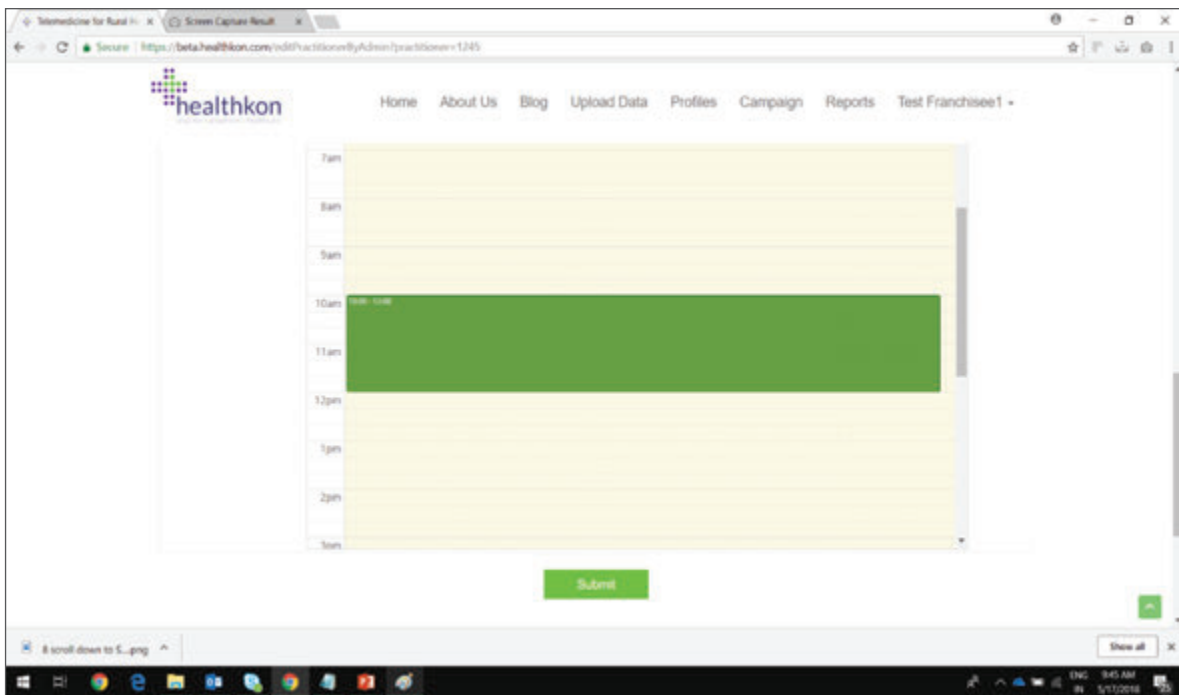 Telemedicine for Rural H
Screen Capture Result
Secure https://beta.healthkon.com/editPractitionerByAdmin?practitioner=1245
healthkon
Home About Us Blog Upload Data Profiles Campaign Reports Test Franchisee1
7am
8am
9am
10am
11am
12pm
1pm
2pm
3pm
Submit
8 scroll down to S....png
Show all
ENG 9:45 AM
IN 5/17/2018